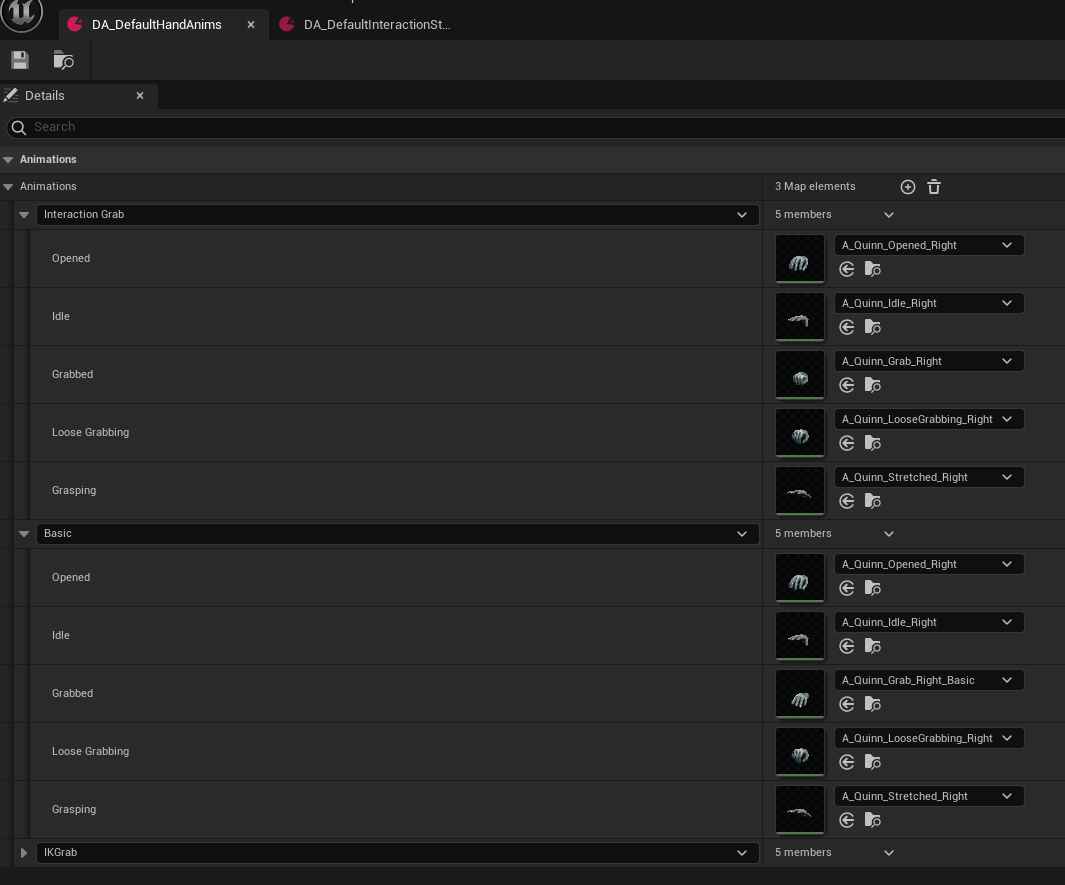 DA_DefaultHandAnims
DA_DefaultInteractionSt...
Details
Search
Animations
Animations 3 Map elements
Interaction Grab 5 members
Opened A_Quinn_Opened_Right
Idle A_Quinn_Idle_Right
Grabbed A_Quinn_Grab_Right
Loose Grabbing A_Quinn_LooseGrabbing_Right
Grasping A_Quinn_Stretched_Right
Basic 5 members
Opened A_Quinn_Opened_Right
Idle A_Quinn_Idle_Right
Grabbed A_Quinn_Grab_Right_Basic
Loose Grabbing A_Quinn_LooseGrabbing_Right
Grasping A_Quinn_Stretched_Right
IKGrab 5 members